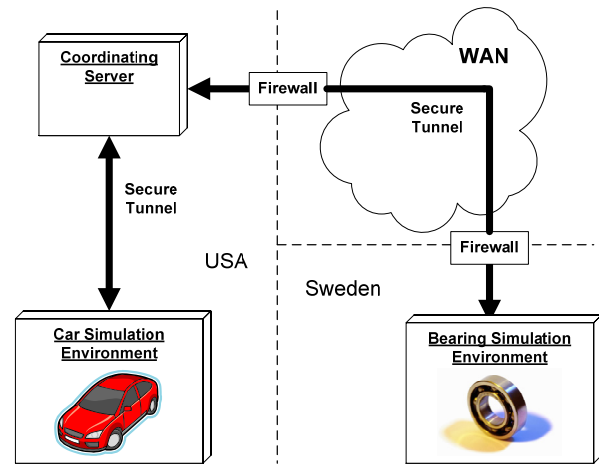 Coordinating
Server
Firewall
WAN
Secure
Tunnel
Secure
Tunnel
Firewall
USA
Sweden
Car Simulation
Environment
Bearing Simulation
Environment